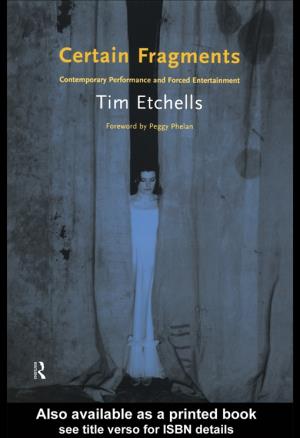 Certain Fragments
Contemporary Performance and Forced Entertainment
Tim Etchells
Foreword by Peggy Phelan
R
Also available as a printed book
see title verso for ISBN details